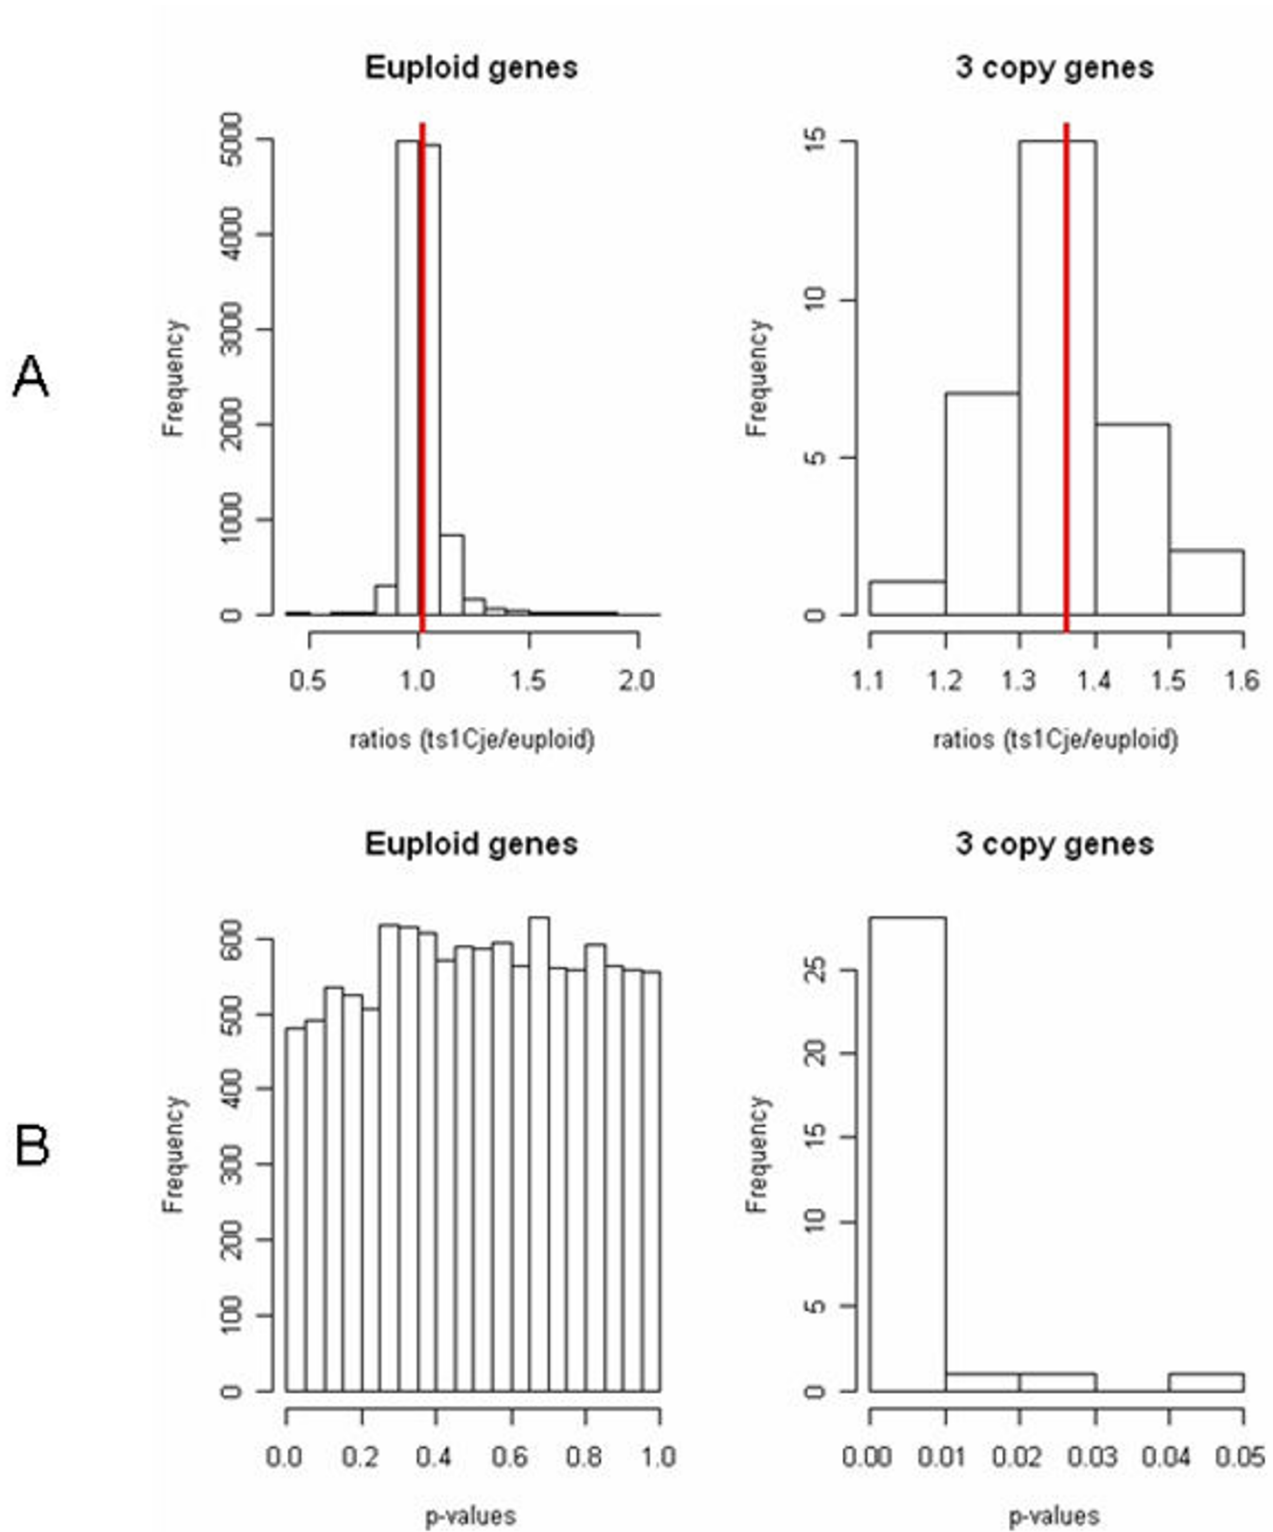 Euploid genes
3 copy genes
A
Frequency
0
1000
2000
3000
4000
5000
0.5 1.0 1.5 2.0
ratios (ts1Cje/euploid)
Frequency
0
5
10
15
1.1 1.2 1.3 1.4 1.5 1.6
ratios (ts1Cje/euploid)
Euploid genes
3 copy genes
B
Frequency
0
100
200
300
400
500
600
0.0 0.2 0.4 0.6 0.8 1.0
p-values
Frequency
0
5
10
15
20
25
0.00 0.01 0.02 0.03 0.04 0.05
p-values